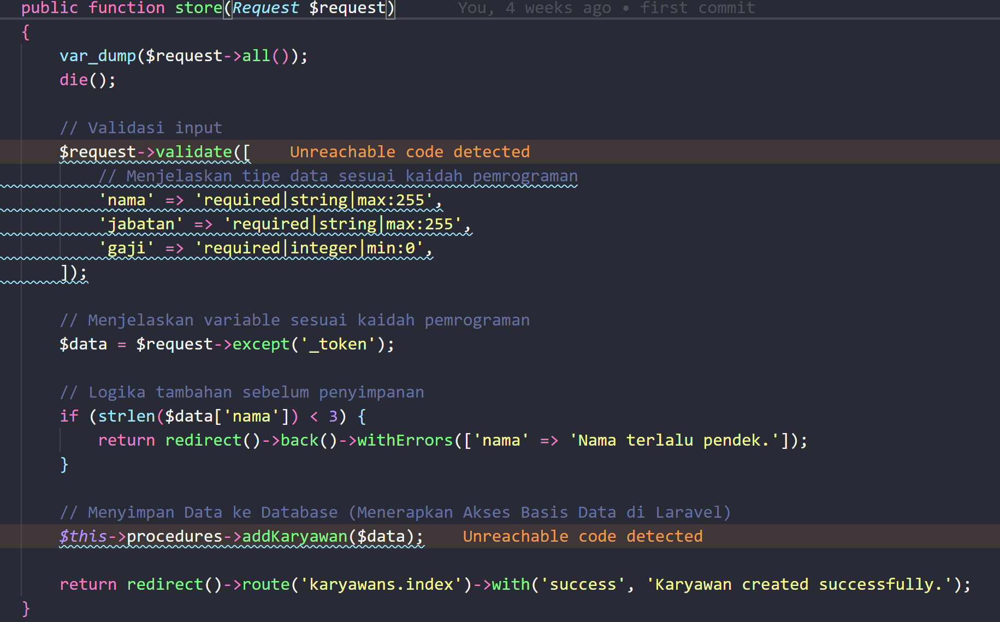 public function store(Request $request)    You, 4 weeks ago • first commit
{
    var_dump($request->all());
    die();
    // Validasi input
    $request->validate([    Unreachable code detected
        // Menjelaskan tipe data sesuai kaidah pemrograman
        'nama' => 'required|string|max:255',
        'jabatan' => 'required|string|max:255',
        'gaji' => 'required|integer|min:0',
    ]);
    // Menjelaskan variable sesuai kaidah pemrograman
    $data = $request->except('_token');
    // Logika tambahan sebelum penyimpanan
    if (strlen($data['nama']) < 3) {
        return redirect()->back()->withErrors(['nama' => 'Nama terlalu pendek.']);
    }
    // Menyimpan Data ke Database (Menerapkan Akses Basis Data di Laravel)
    $this->procedures->addKaryawan($data);    Unreachable code detected
    return redirect()->route('karyawans.index')->with('success', 'Karyawan created successfully.');
}